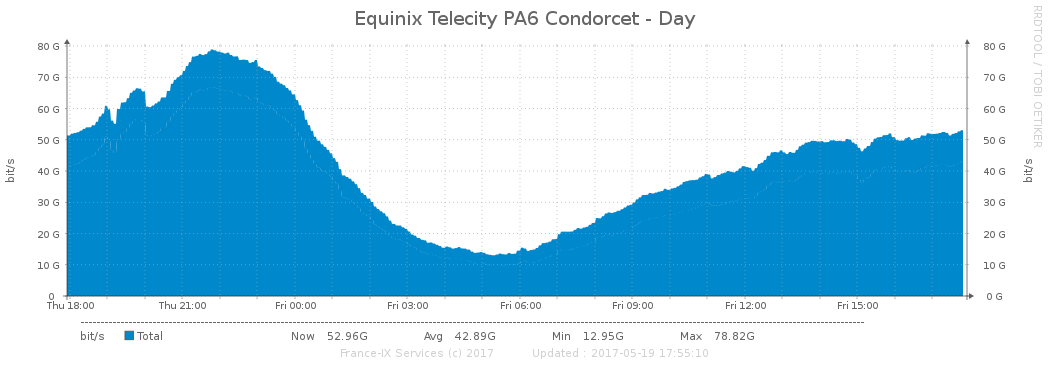 Equinix Telecity PA6 Condorcet - Day
RRDTOOL / TOBI OETIKER
80 G 80 G
70 G 70 G
60 G 60 G
50 G 50 G
40 G 40 G
30 G 30 G
20 G 20 G
10 G 10 G
0 0 G
bit/s bit/s
Thu 18:00 Thu 21:00 Fri 00:00 Fri 03:00 Fri 06:00 Fri 09:00 Fri 12:00 Fri 15:00
bit/s Total Now 52.96G Avg 42.89G Min 12.95G Max 78.82G
France-IX Services (c) 2017 Updated : 2017-05-19 17:55:10